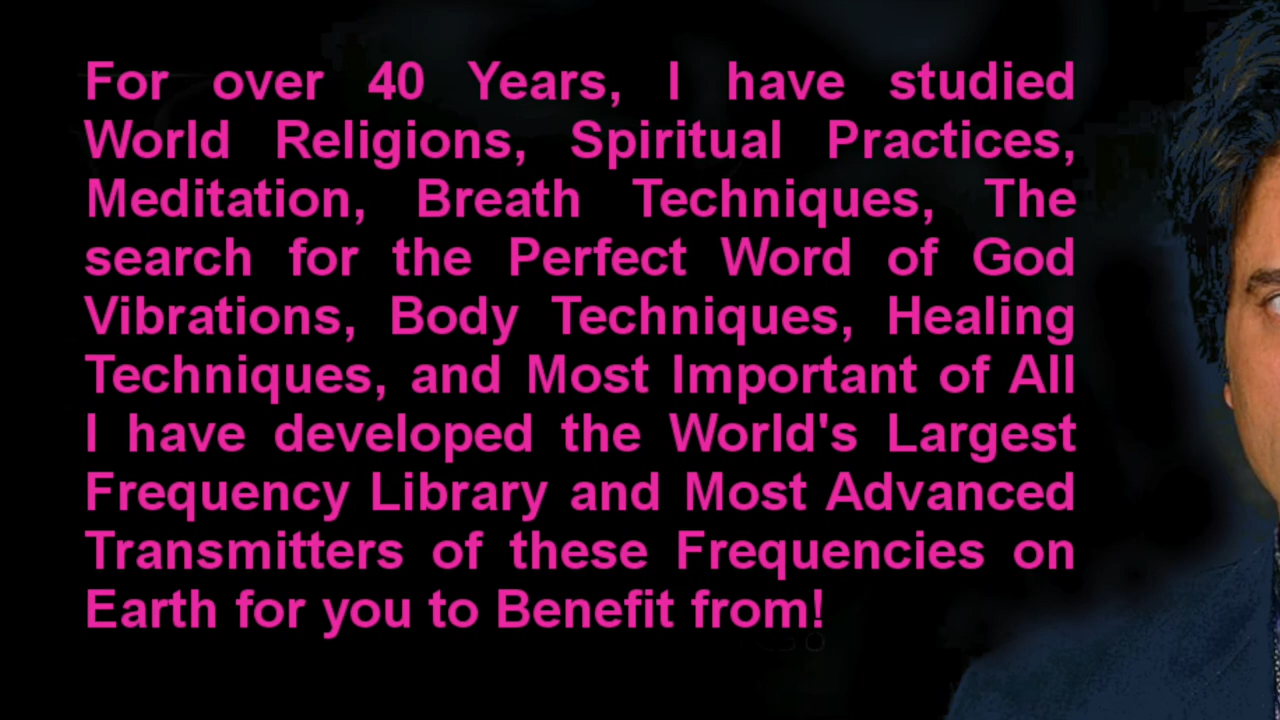 For over 40 Years, I have studied
World Religions, Spiritual Practices,
Meditation, Breath Techniques, The
search for the Perfect Word of God
Vibrations, Body Techniques, Healing
Techniques, and Most Important of All
I have developed the World's Largest
Frequency Library and Most Advanced
Transmitters of these Frequencies on
Earth for you to Benefit from!